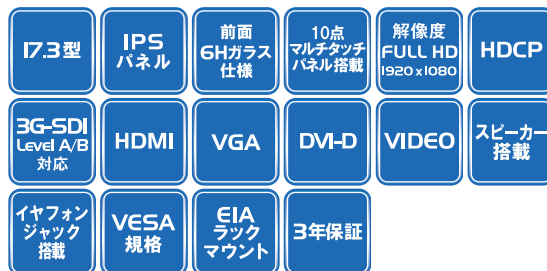 17.3型
IPS
パネル
前面
6Hガラス
仕様
10点
マルチタッチ
パネル搭載
解像度
FULL HD
1920x1080
HDCP
3G-SDI
Level A/B
対応
HDMI
VGA
DVI-D
VIDEO
スピーカー
搭載
イヤフォン
ジャック
搭載
VESA
規格
EIA
ラック
マウント
3年保証